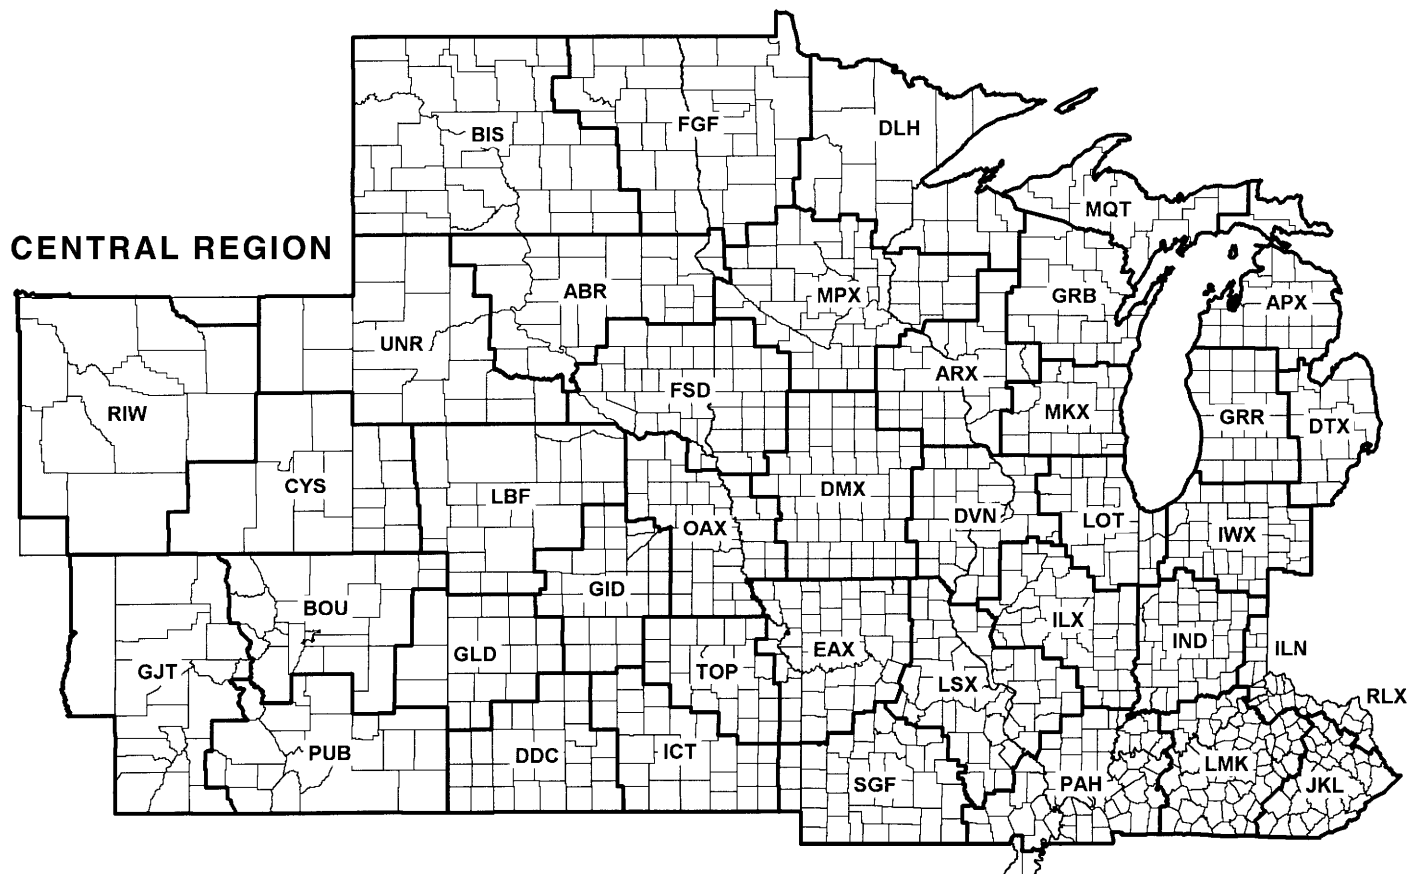 BIS
FGF
DLH
MQT
CENTRAL REGION
ABR
MPX
GRB
APX
UNR
RIW
FSD
ARX
MKX
GRR
DTX
CYS
LBF
DMX
OAX
DVN
LOT
IWX
GID
BOU
ILX
IND
ILN
GJT
GLD
TOP
EAX
LSX
RLX
PUB
DDC
ICT
SGF
PAH
LMK
JKL